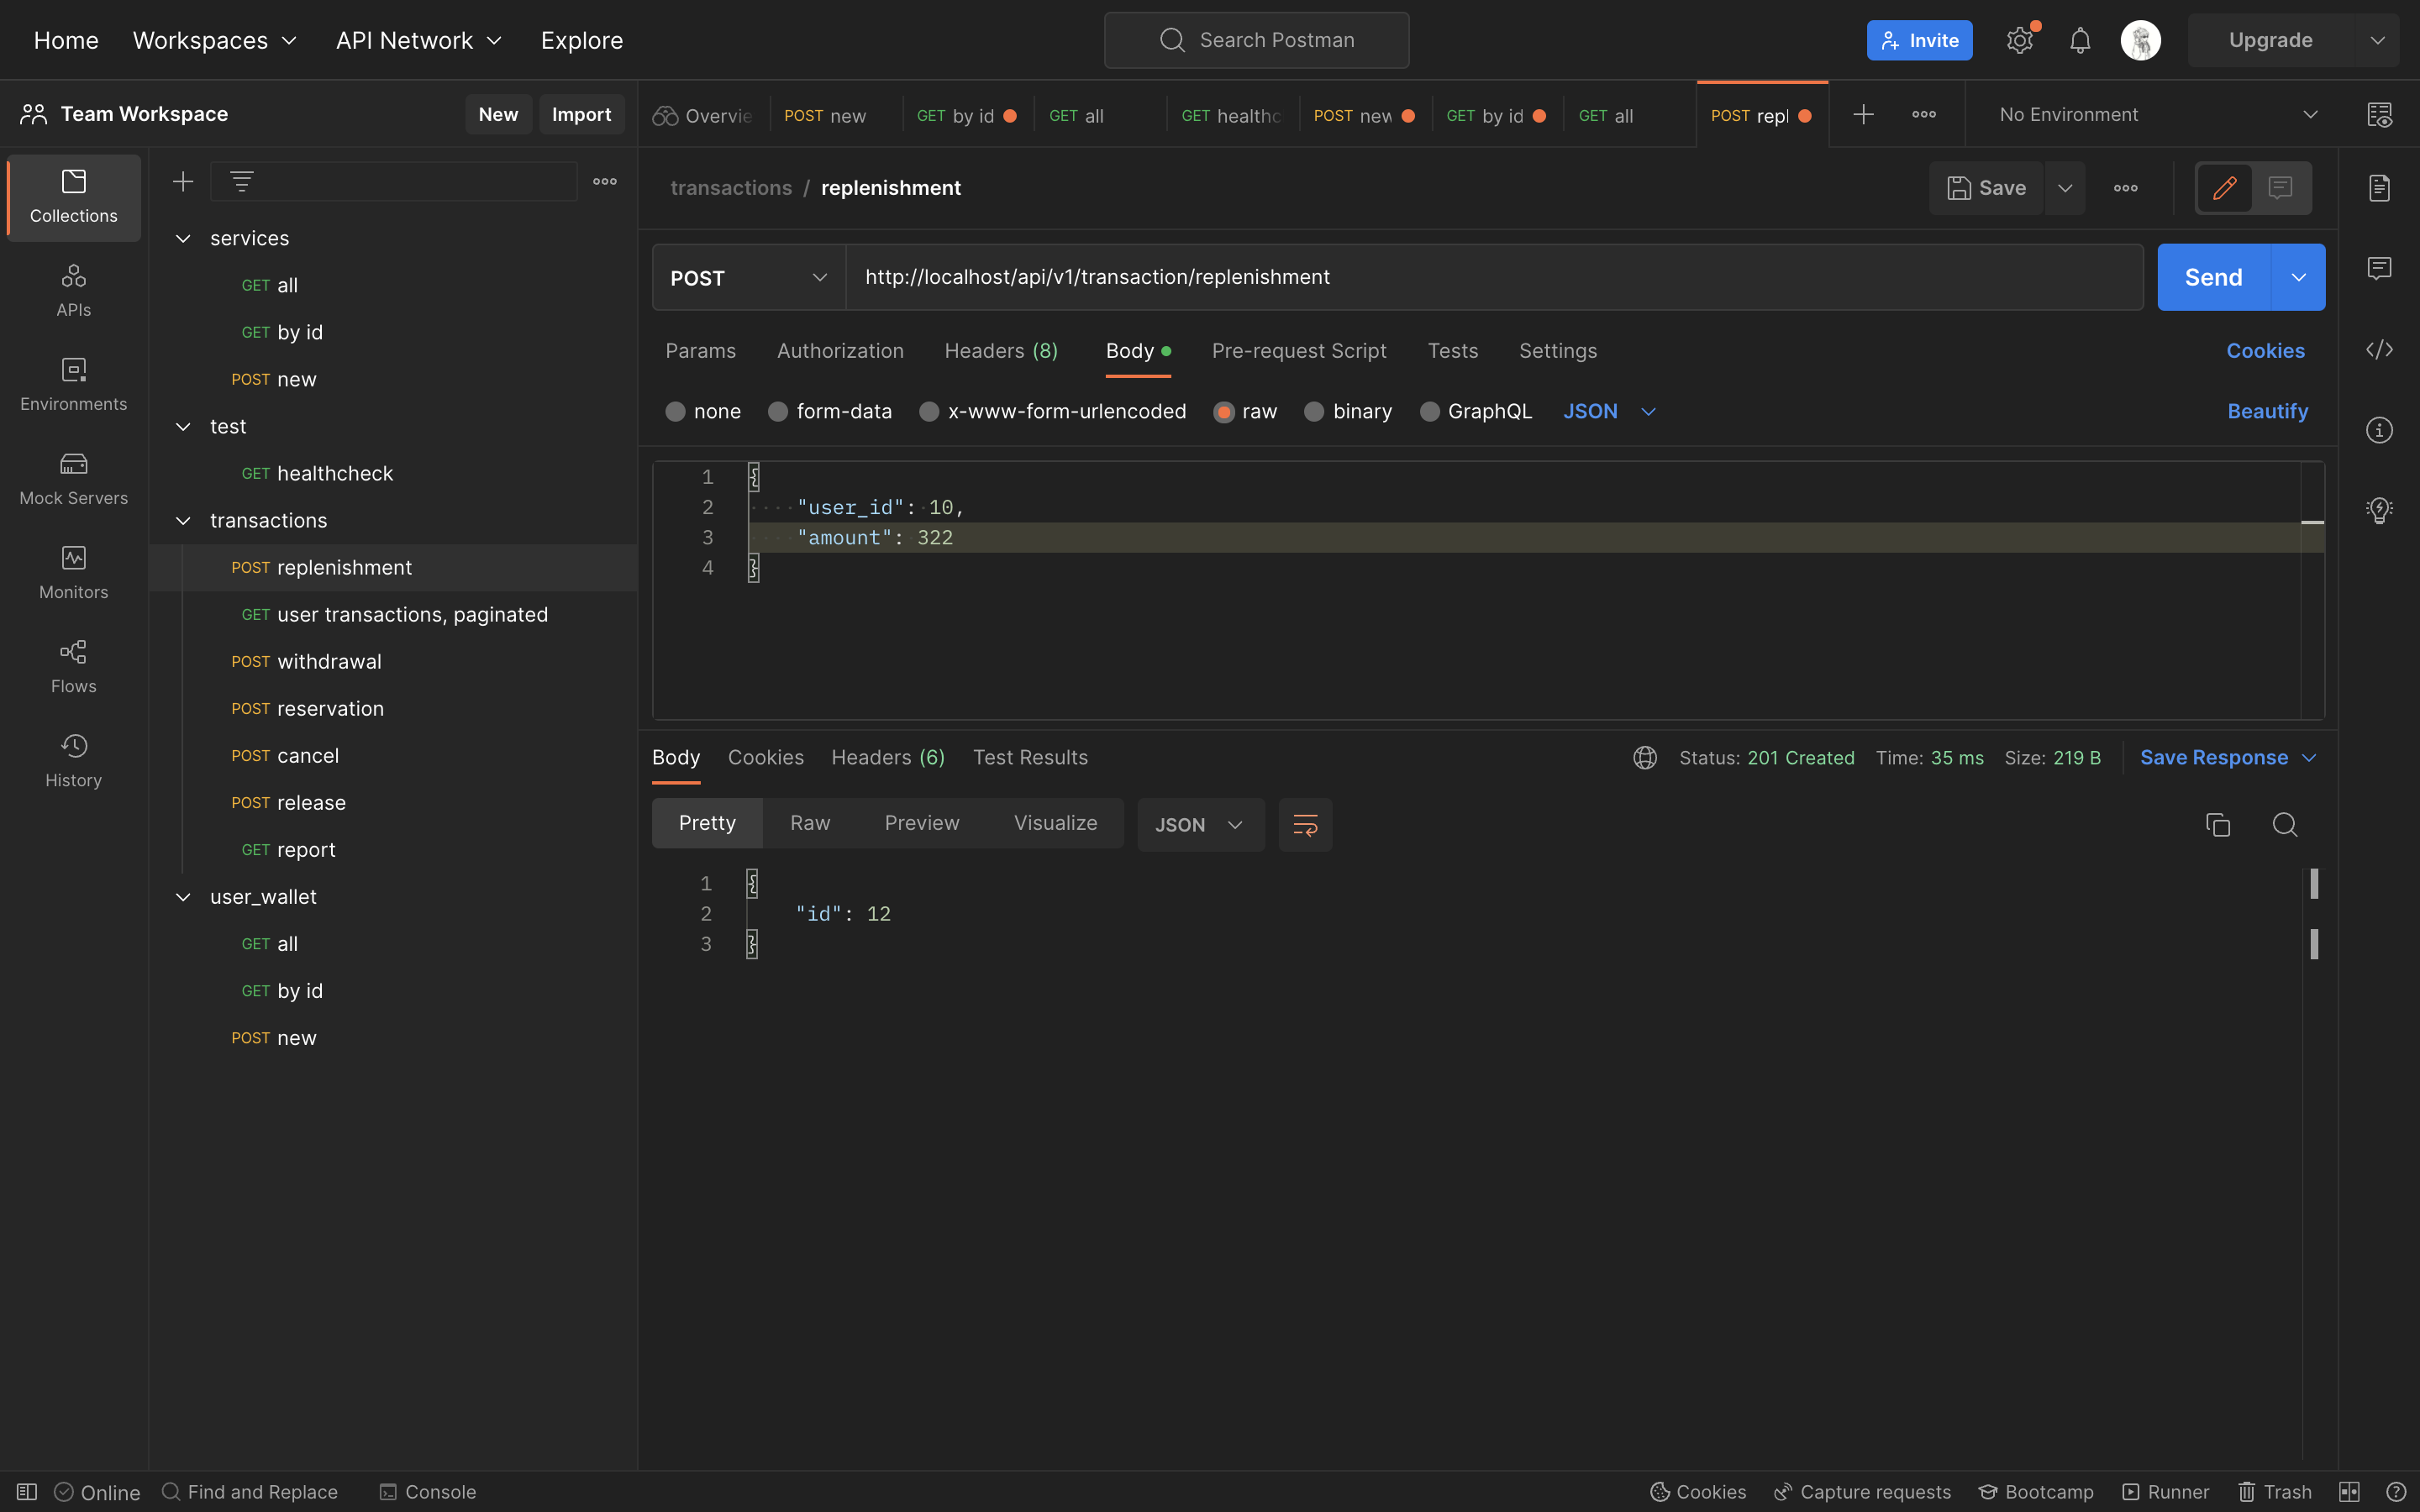 Home Workspaces API Network Explore Search Postman Invite Upgrade
Team Workspace New Import
Overvie POST new GET by id GET all GET healthc POST new GET by id GET all POST repl No Environment
Collections
APIs
Environments
Mock Servers
Monitors
Flows
History
services
GET all
GET by id
POST new
test
GET healthcheck
transactions
POST replenishment
GET user transactions, paginated
POST withdrawal
POST reservation
POST cancel
POST release
GET report
user_wallet
GET all
GET by id
POST new
transactions / replenishment Save
POST http://localhost/api/v1/transaction/replenishment Send
Params Authorization Headers (8) Body Pre-request Script Tests Settings Cookies
none form-data x-www-form-urlencoded raw binary GraphQL JSON Beautify
1 {
2 "user_id": 10,
3 "amount": 322
4 }
Body Cookies Headers (6) Test Results Status: 201 Created Time: 35 ms Size: 219 B Save Response
Pretty Raw Preview Visualize JSON
1 {
2 "id": 12
3 }
Online Find and Replace Console Cookies Capture requests Bootcamp Runner Trash